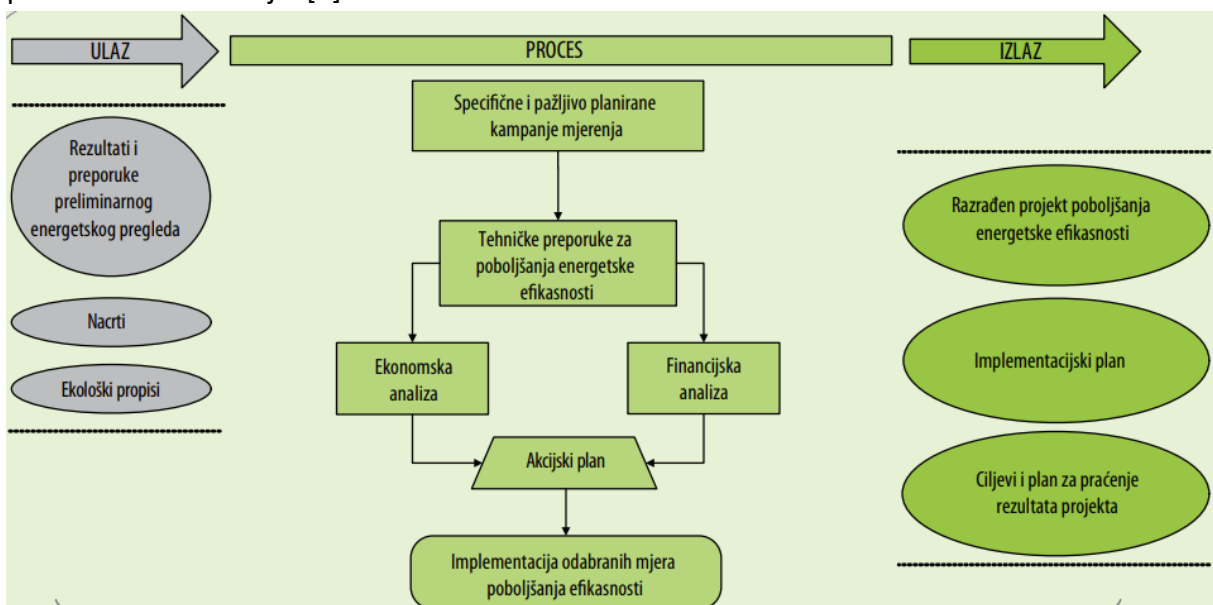 ULAZ
PROCES
IZLAZ
Rezultati i
preporuke
preliminarnog
energetskog pregleda
Nacrti
Ekološki propisi
Specifične i pažljivo planirane
kampanje mjerenja
Tehničke preporuke za
poboljšanja energetske
efikasnosti
Ekonomska
analiza
Financijska
analiza
Akcijski plan
Implementacija odabranih mjera
poboljšanja efikasnosti
Razrađen projekt poboljšanja
energetske efikasnosti
Implementacijski plan
Ciljevi i plan za praćenje
rezultata projekta